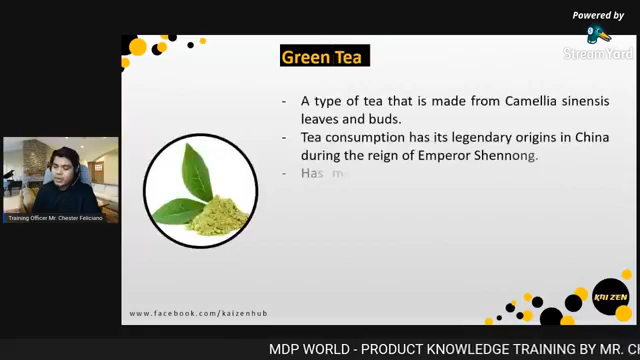 Powered by
StreamYard
Green Tea
- A type of tea that is made from Camellia sinensis
leaves and buds.
- Tea consumption has its legendary origins in China
during the reign of Emperor Shennong.
- Has
Training Officer Mr. Chester Feliciano
KAIZEN
www.facebook.com/kaizenhub
MDP WORLD - PRODUCT KNOWLEDGE TRAINING BY MR.